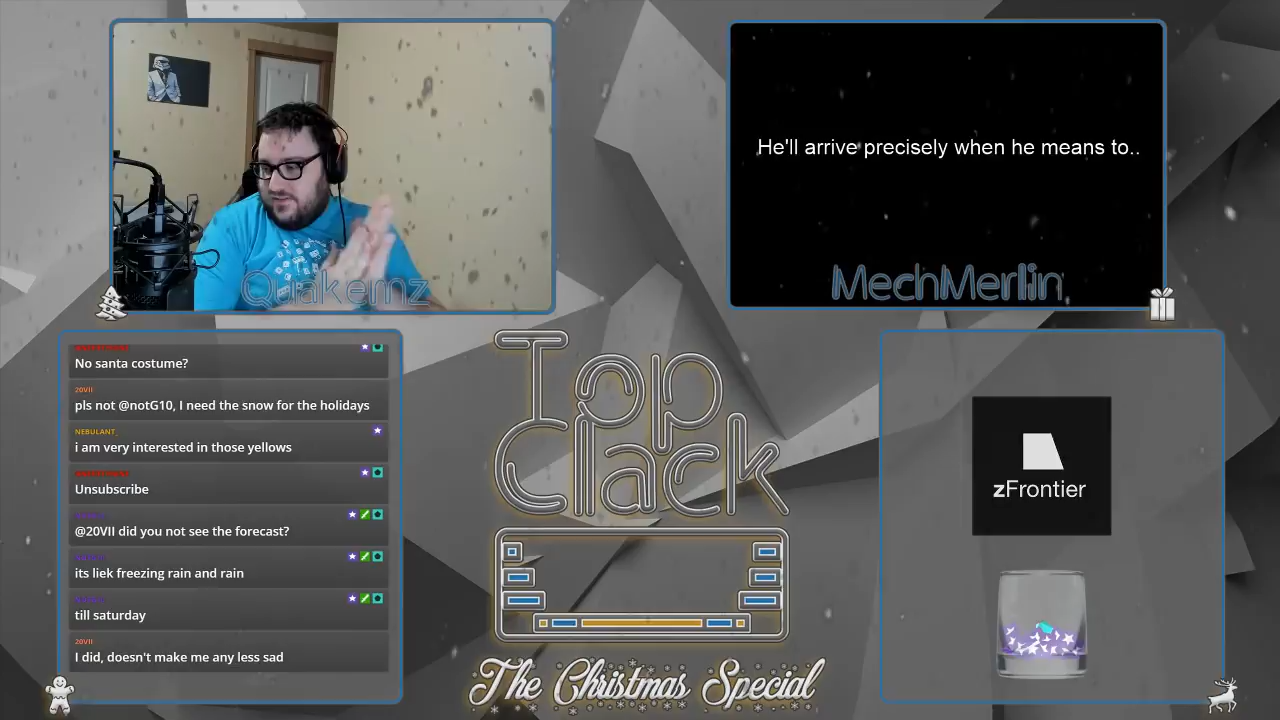 Quakemz
He'll arrive precisely when he means to..
MechMerlin
No santa costume?
20VII
pls not @notG10, I need the snow for the holidays
NEBULANT_
i am very interested in those yellows
Unsubscribe
@20VII did you not see the forecast?
its liek freezing rain and rain
till saturday
20VII
I did, doesn't make me any less sad
Top
Clack
The Christmas Special
zFrontier